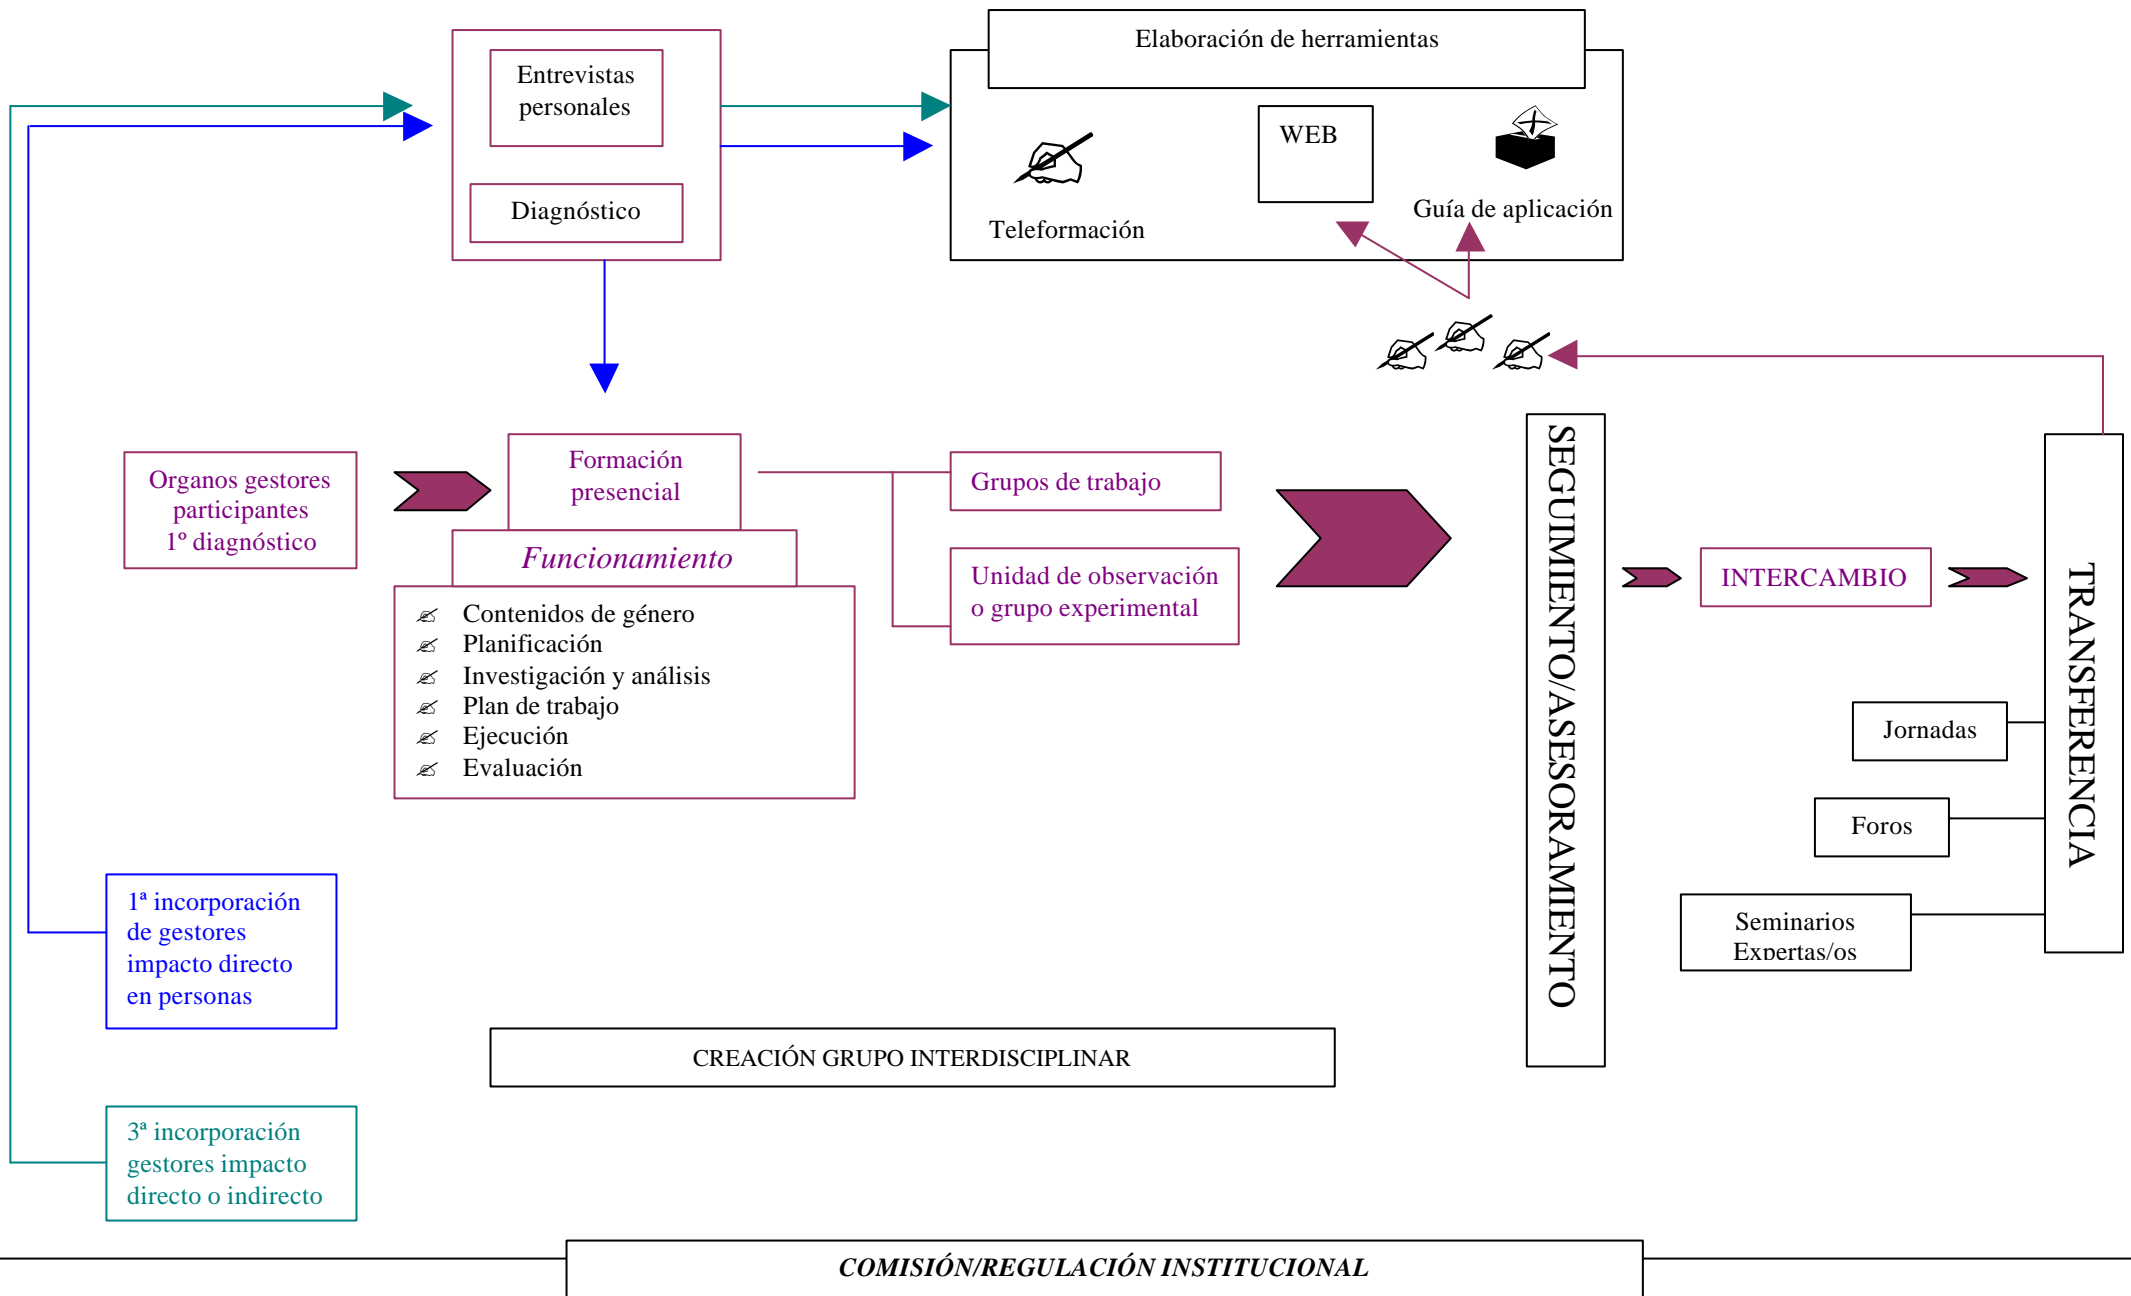 Elaboración de herramientas
Entrevistas
personales
Diagnóstico
WEB
Teleformación
Guía de aplicación
Organos gestores
participantes
1º diagnóstico
Formación
presencial
Funcionamiento
Contenidos de género
Planificación
Investigación y análisis
Plan de trabajo
Ejecución
Evaluación
Grupos de trabajo
Unidad de observación
o grupo experimental
SEGUIMIENTO/ASESORAMIENTO
INTERCAMBIO
TRANSFERENCIA
Jornadas
Foros
Seminarios
Expertas/os
1ª incorporación
de gestores
impacto directo
en personas
CREACIÓN GRUPO INTERDISCIPLINAR
3ª incorporación
gestores impacto
directo o indirecto
COMISIÓN/REGULACIÓN INSTITUCIONAL